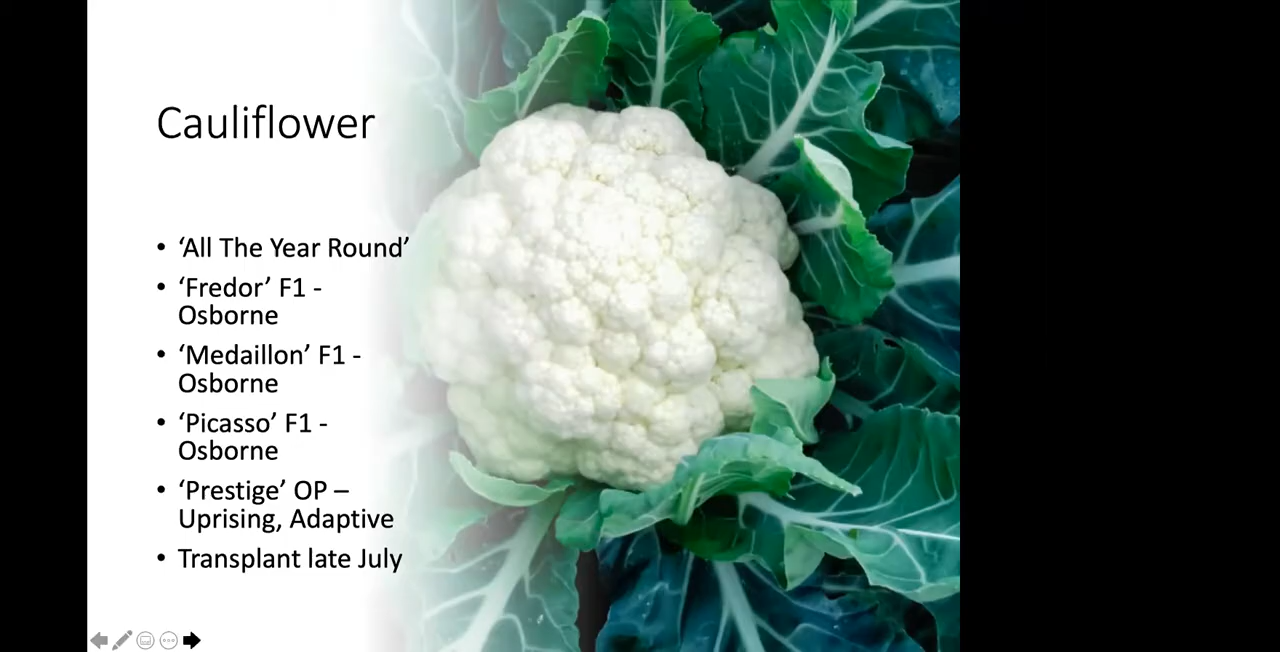 Cauliflower
• ‘All The Year Round’
• ‘Fredor’ F1 -
Osborne
• ‘Medaillon’ F1 -
Osborne
• ‘Picasso’ F1 -
Osborne
• ‘Prestige’ OP –
Uprising, Adaptive
• Transplant late July